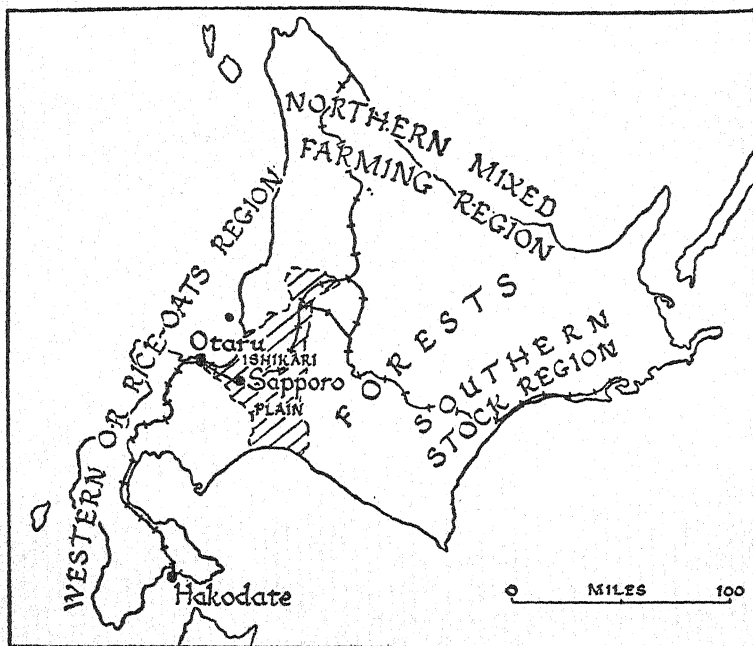 NORTHERN MIXED
FARMING REGION
WESTERN OR RICE-OATS REGION
FORESTS
SOUTHERN
STOCK REGION
Otaru
ISHIKARI
Sapporo
PLAIN
Hakodate
0 MILES 100